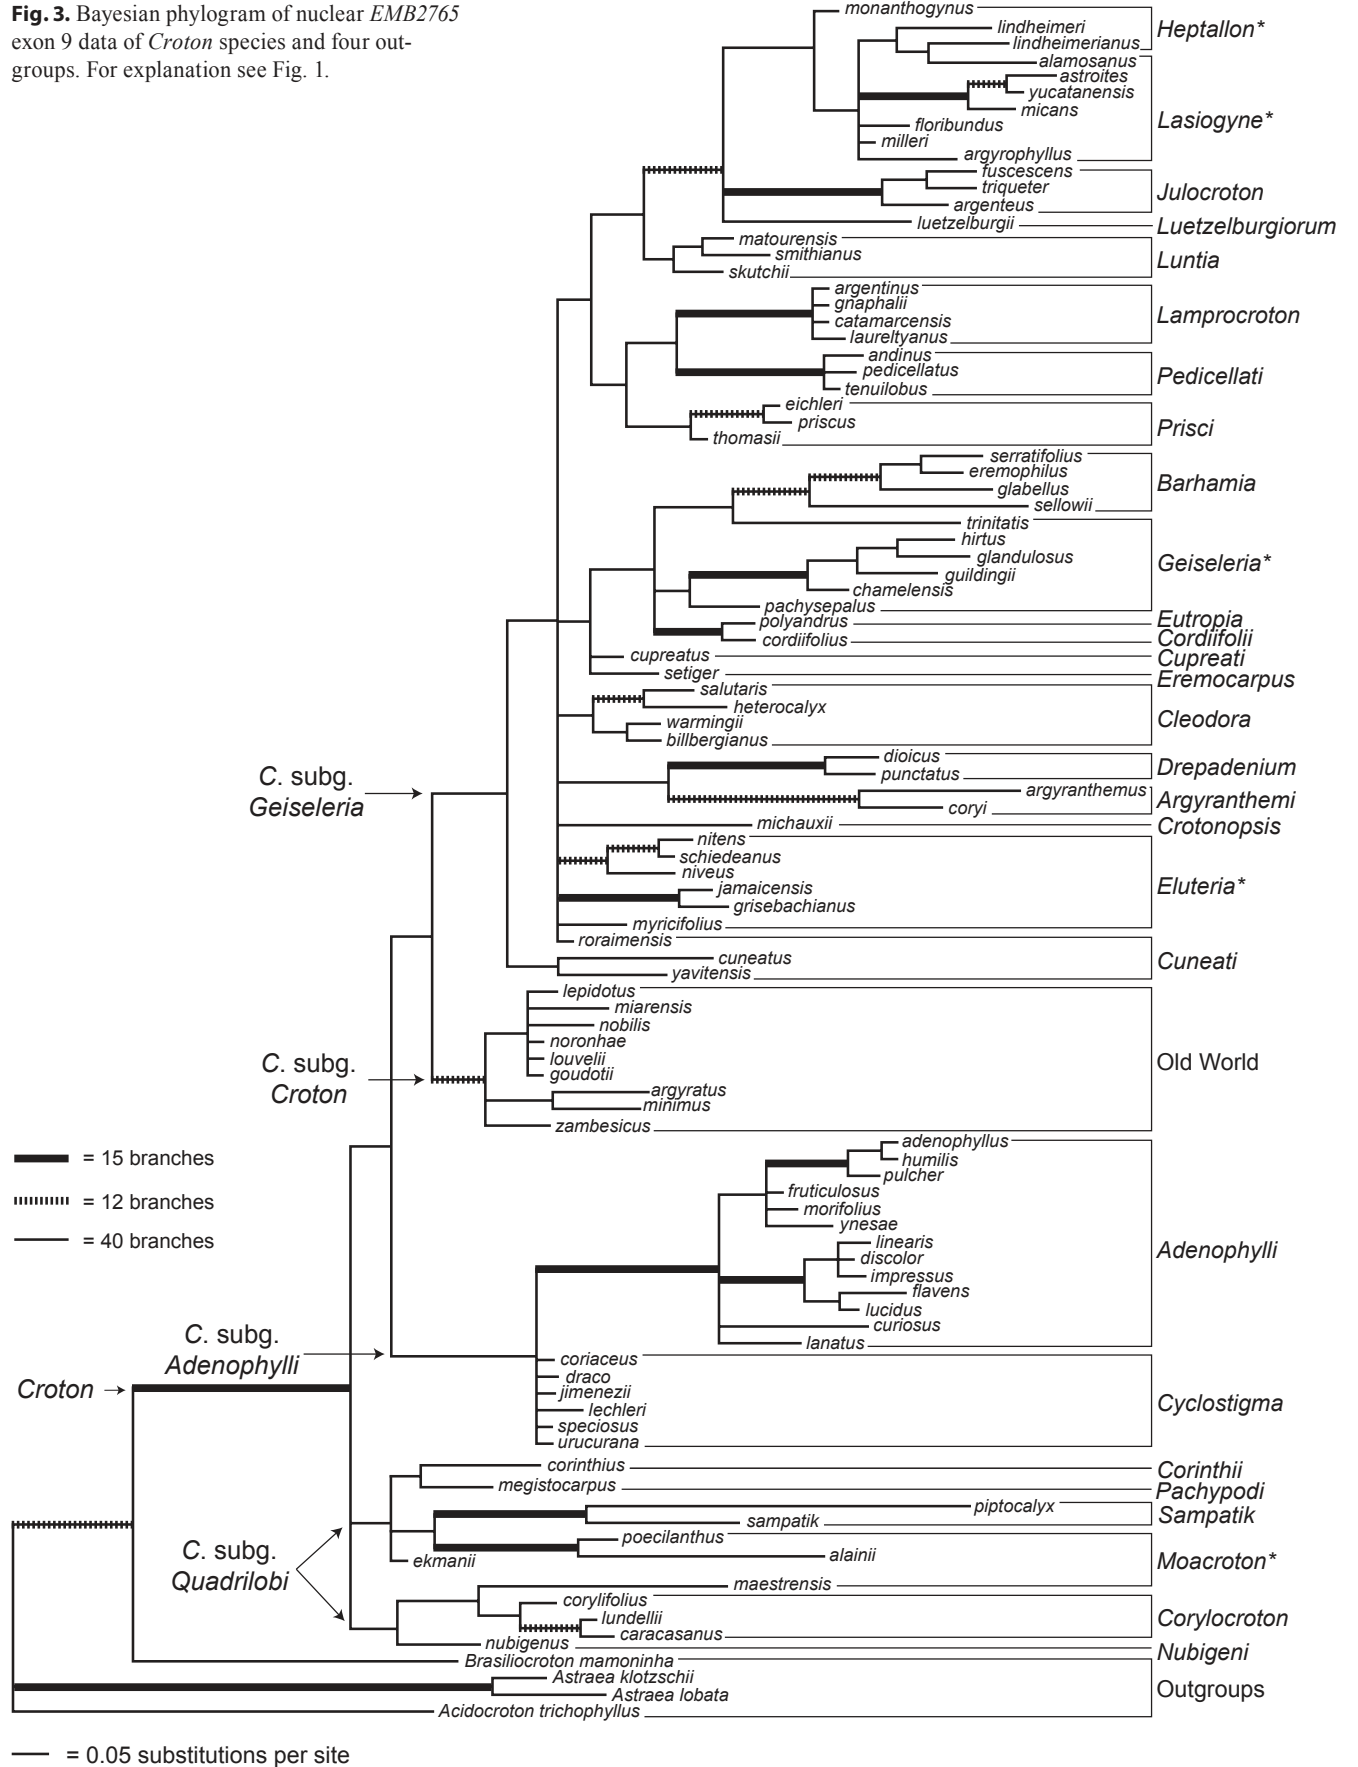 Fig. 3. Bayesian phylogram of nuclear EMB2765
exon 9 data of Croton species and four out-
groups. For explanation see Fig. 1.
monanthogynus
lindheimeri
Heptallon*
lindheimerianus
alamosanus
astroites
yucatanensis
micans
Lasiogyne*
floribundus
milleri
argyrophyllus
fuscescens
triqueter
Julocroton
argenteus
luetzelburgii
Luetzelburgiorum
matourensis
smithianus
Luntia
skutchii
argentinus
gnaphalii
Lamprocroton
catamarcensis
laureltyanus
andinus
pedicellatus
Pedicellati
tenuilobus
eichleri
priscus
Prisci
thomasii
serratifolius
eremophilus
Barhamia
glabellus
sellowii
trinitatis
hirtus
glandulosus
Geiseleria*
guildingii
chamelensis
pachysepalus
polyandrus
Eutropia
cordiifolius
Cordiifolii
cupreatus
Cupreati
setiger
Eremocarpus
salutaris
heterocalyx
Cleodora
warmingii
billbergianus
dioicus
Drepadenium
punctatus
argyranthemus
Argyranthemi
coryi
michauxii
Crotonopsis
nitens
schiedeanus
niveus
Eluteria*
jamaicensis
grisebachianus
myricifolius
roraimensis
cuneatus
Cuneati
yavitensis
C. subg.
Geiseleria
lepidotus
miarensis
nobilis
noronhae
louvelii
Old World
goudotii
argyratus
minimus
zambesicus
C. subg.
Croton
= 15 branches
= 12 branches
= 40 branches
adenophyllus
humilis
pulcher
fruticulosus
morifolius
ynesae
linearis
Adenophylli
discolor
impressus
flavens
lucidus
curiosus
lanatus
C. subg.
Adenophylli
Croton
coriaceus
draco
jimenezii
Cyclostigma
lechleri
speciosus
urucurana
corinthius
Corinthii
megistocarpus
Pachypodi
piptocalyx
Sampatik
sampatik
poecilanthus
alainii
Moacroton*
ekmanii
C. subg.
Quadrilobi
maestrensis
corylifolius
lundellii
Corylocroton
caracasanus
nubigenus
Nubigeni
Brasiliocroton mamoninha
Astraea klotzschii
Outgroups
Astraea lobata
Acidocroton trichophyllus
= 0.05 substitutions per site